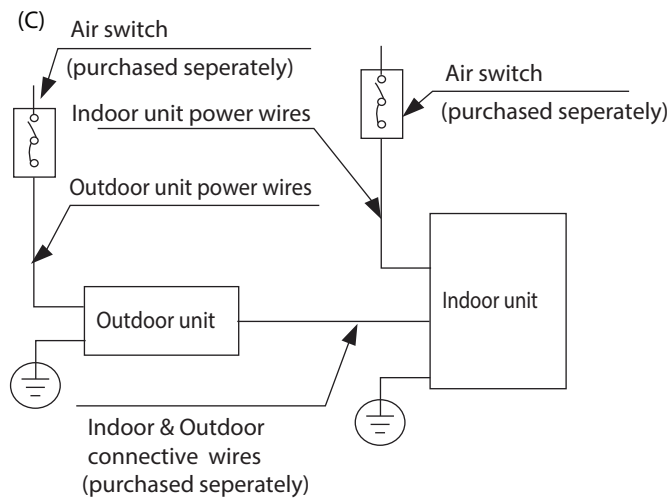 (C)
Air switch
(purchased seperately)
Air switch
(purchased seperately)
Indoor unit power wires
Outdoor unit power wires
Outdoor unit
Indoor unit
Indoor & Outdoor
connective wires
(purchased seperately)